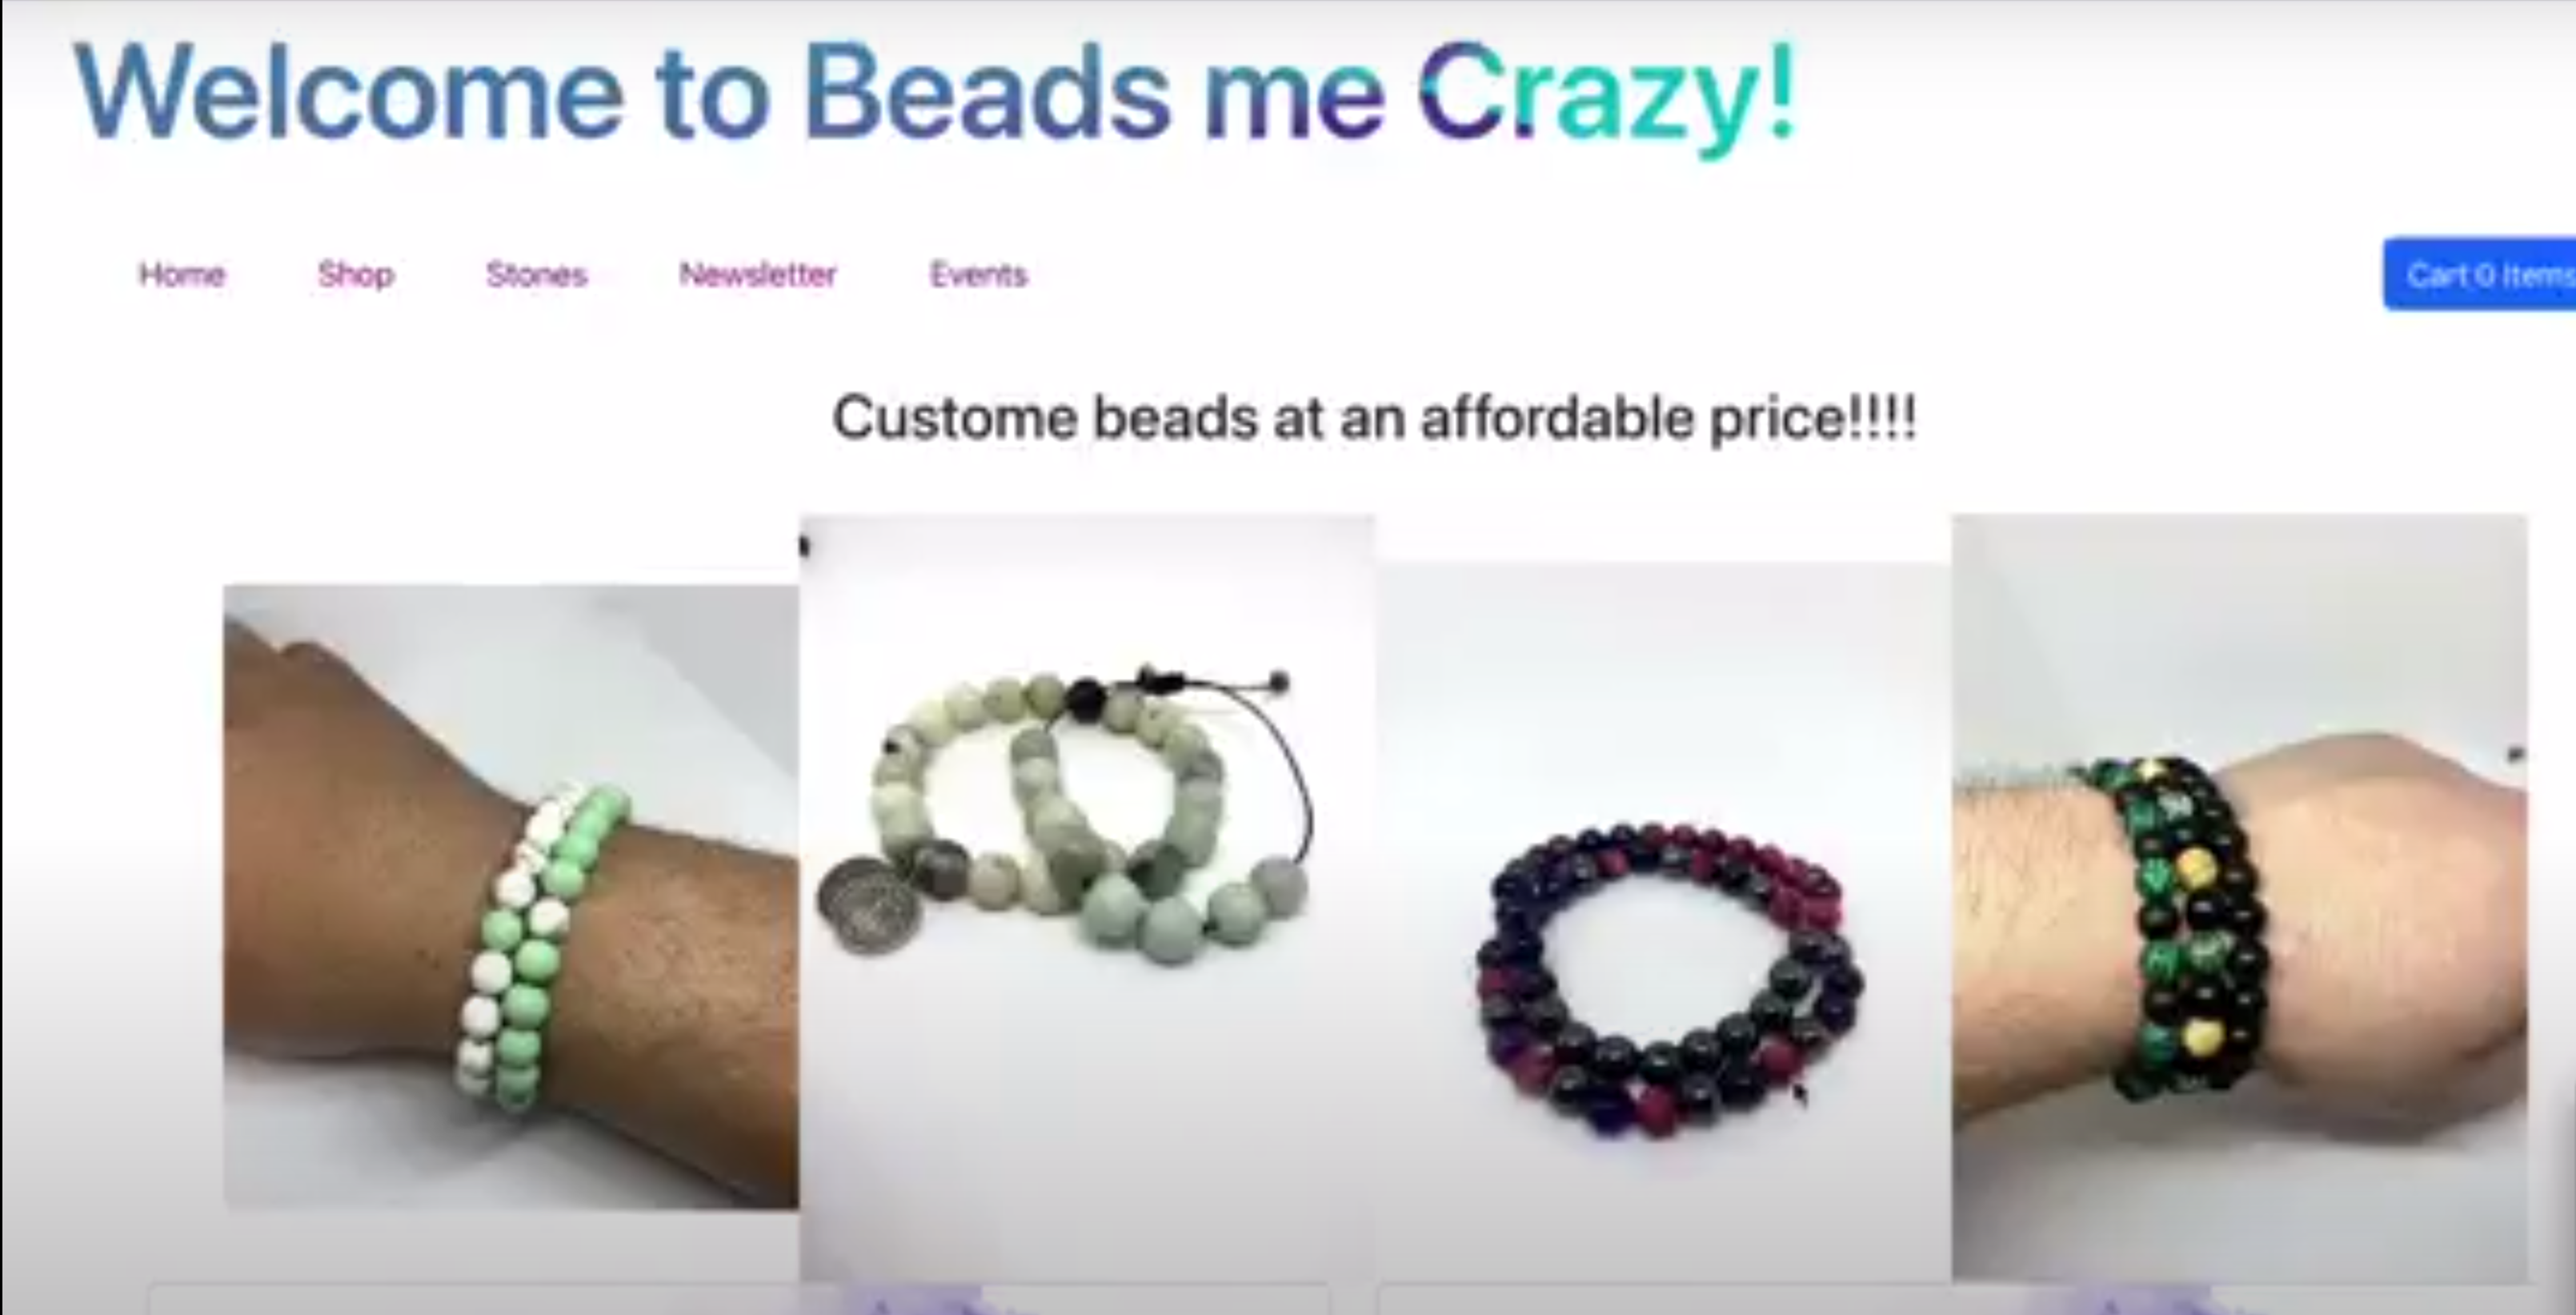 Welcome to Beads me Crazy!
Home Shop Stones Newsletter Events Cart 0 items
Custome beads at an affordable price!!!!